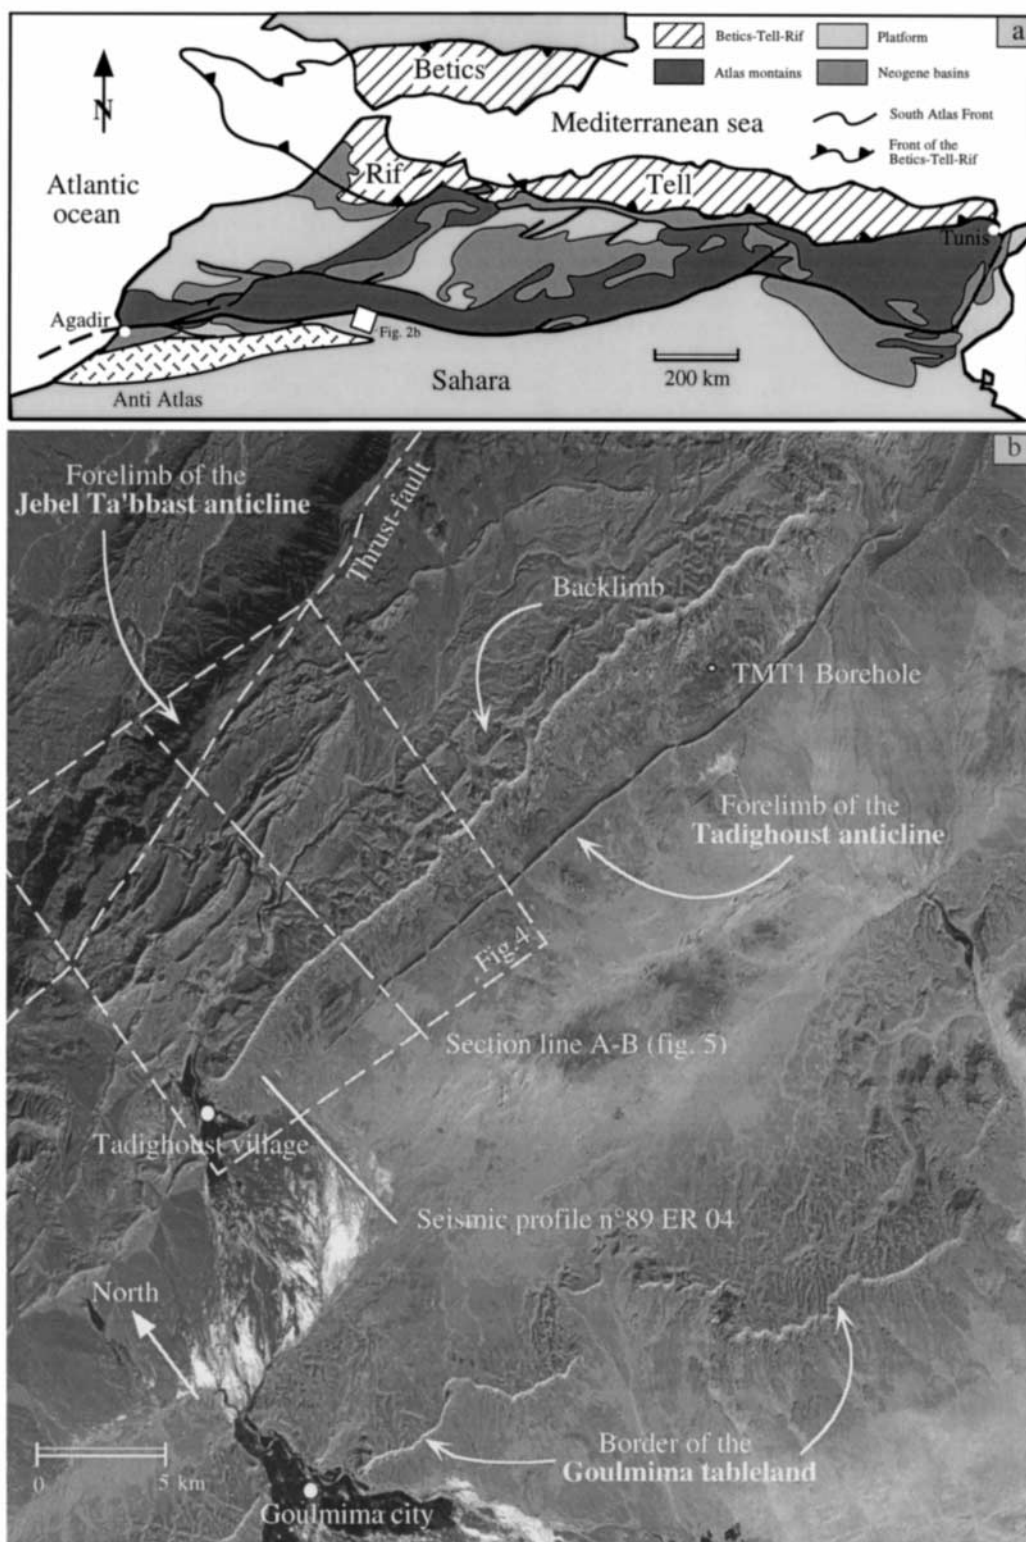 a
Betics-Tell-Rif
Platform
Atlas montains
Neogene basins
South Atlas Front
Front of the
Betics-Tell-Rif
N
Betics
Mediterranean sea
Atlantic
ocean
Rif
Tell
Tunis
Agadir
Fig. 2b
Anti Atlas
Sahara
200 km
b
Forelimb of the
Jebel Ta'bbast anticline
Thrust-fault
Backlimb
TMT1 Borehole
Forelimb of the
Tadighoust anticline
Fig.4
Section line A-B (fig. 5)
Tadighoust village
Seismic profile n°89 ER 04
North
0
5 km
Border of the
Goulmima tableland
Goulmima city